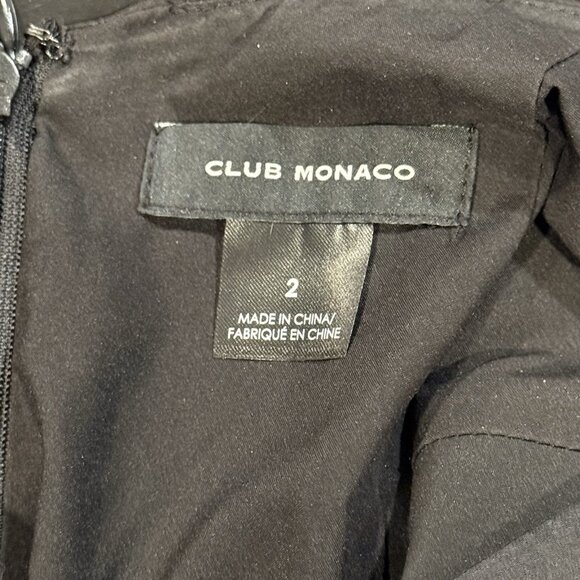 CLUB MONACO
2
MADE IN CHINA/
FABRIQUÉ EN CHINE